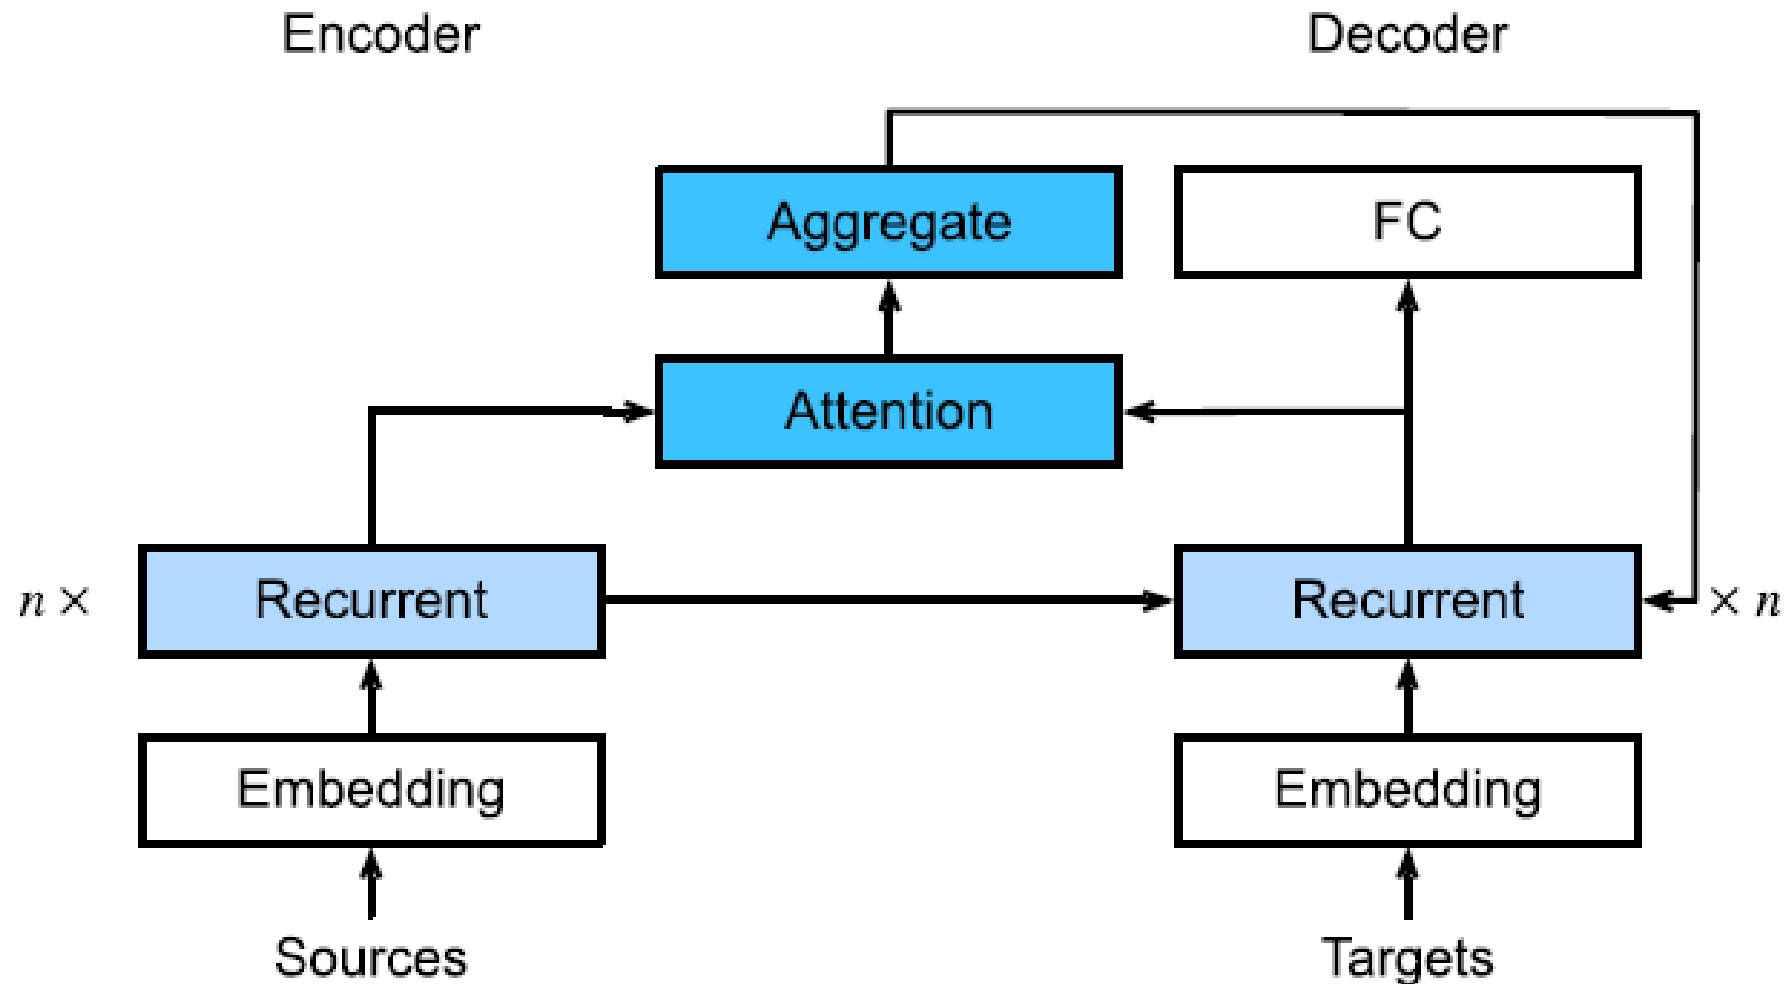 Encoder
Decoder
Aggregate
FC
Attention
n ×
Recurrent
Recurrent
× n
Embedding
Embedding
Sources
Targets